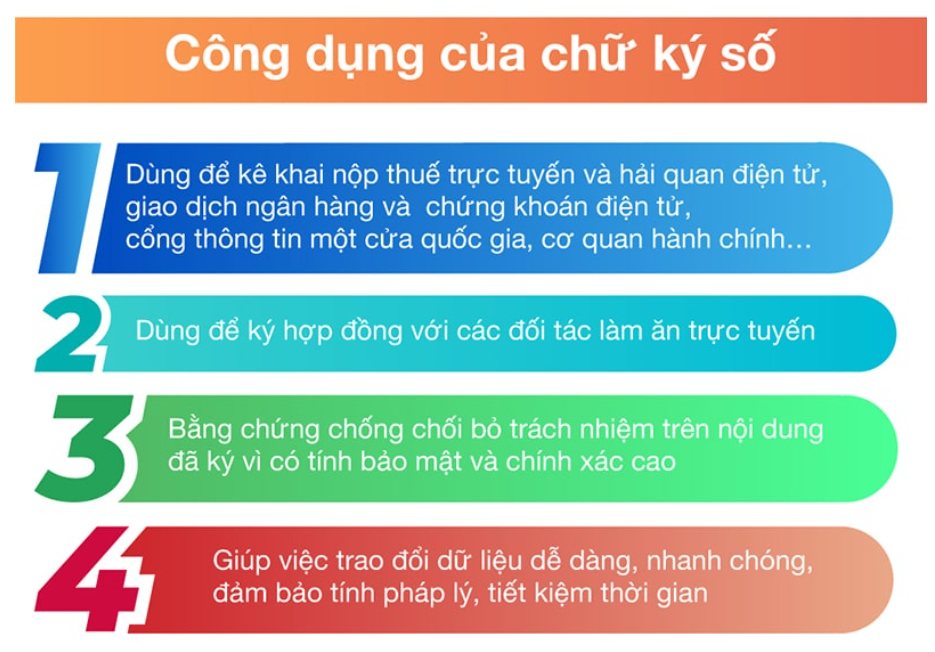 Công dụng của chữ ký số
1
Dùng để kê khai nộp thuế trực tuyến và hải quan điện tử,
giao dịch ngân hàng và chứng khoán điện tử,
cổng thông tin một cửa quốc gia, cơ quan hành chính...
2
Dùng để ký hợp đồng với các đối tác làm ăn trực tuyến
3
Bằng chứng chống chối bỏ trách nhiệm trên nội dung
đã ký vì có tính bảo mật và chính xác cao
4
Giúp việc trao đổi dữ liệu dễ dàng, nhanh chóng,
đảm bảo tính pháp lý, tiết kiệm thời gian